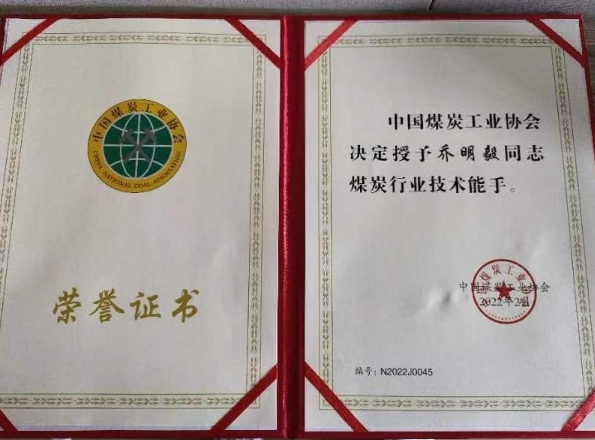 中国煤炭工业协会
CHINA NATIONAL COAL ASSOCIATION
荣誉证书
中国煤炭工业协会
决定授予乔明毅同志
煤炭行业技术能手。
中国煤炭工业协会
2022年2月
编号：N2022J0045